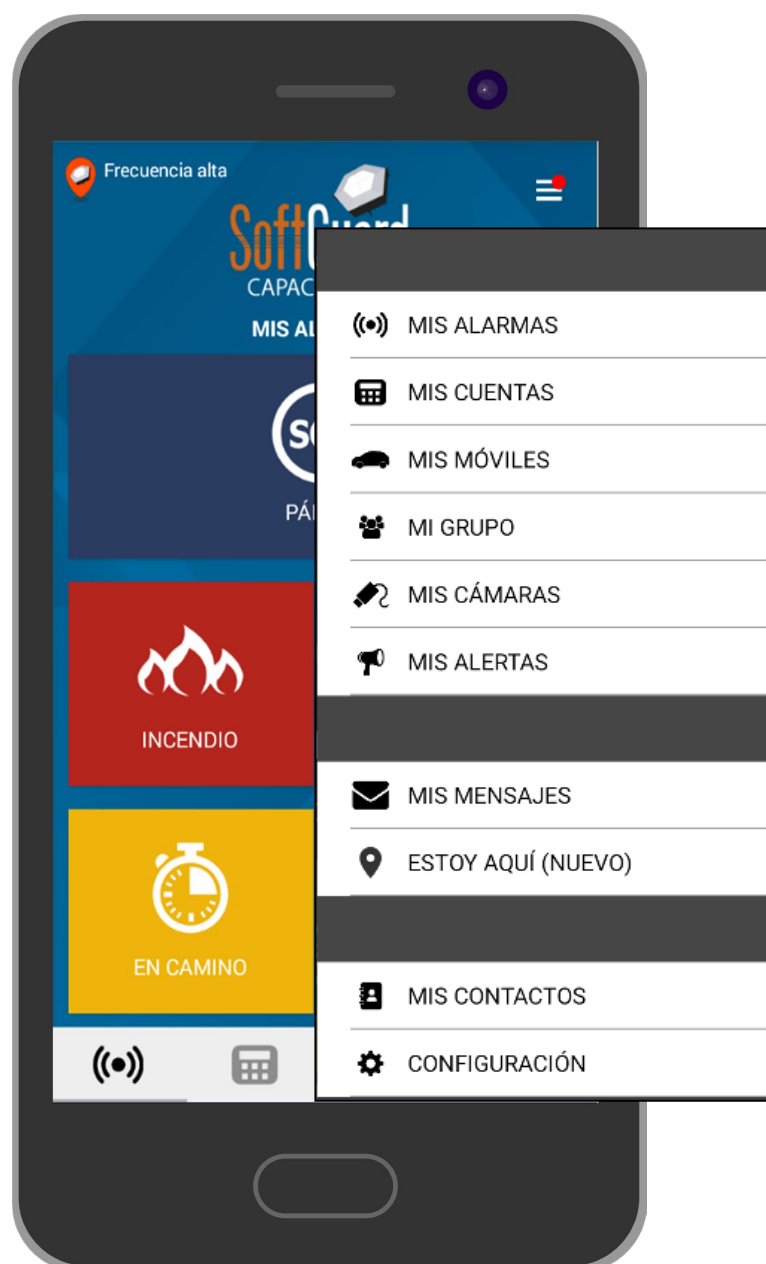 Frecuencia alta
SoftGuard
CAPAC
MIS AL
PÁ
INCENDIO
EN CAMINO
MIS ALARMAS
MIS CUENTAS
MIS MÓVILES
MI GRUPO
MIS CÁMARAS
MIS ALERTAS
MIS MENSAJES
ESTOY AQUÍ (NUEVO)
MIS CONTACTOS
CONFIGURACIÓN